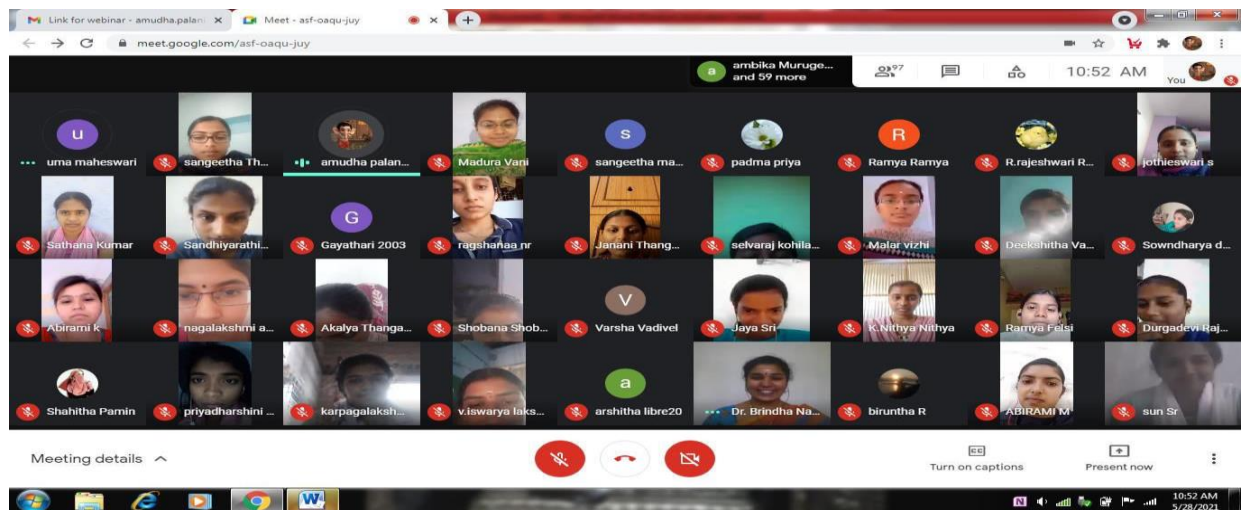 Link for webinar - amudha.palan
Meet - asf-oaqu-juy
meet.google.com/asf-oaqu-juy
a
ambika Muruge...
and 59 more
97
10:52 AM
You
u
s
R
uma maheswari
sangeetha Th...
amudha palan...
Madura Vani
sangeetha ma...
padma priya
Ramya Ramya
R.rajeshwari R...
jothieswari s
G
Sathana Kumar
Sandhiyarathi...
Gayathari 2003
ragshanaa nr
Janani Thang...
selvaraj kohila...
Malar vizhi
Deekshitha Va...
Sowndharya d...
V
Abirami k
nagalakshmi a...
Akalya Thanga...
Shobana Shob...
Varsha Vadivel
Jaya Sri
K.Nithya Nithya
Ramya Felsi
Durgadevi Raj...
a
Shahitha Pamin
priyadharshini ...
karpagalaksh...
v.iswarya laks...
arshitha libre20
Dr. Brindha Na...
biruntha R
ABIRAMI M
sun Sr
Meeting details
CC
Turn on captions
Present now
W
N
10:52 AM
5/28/2021